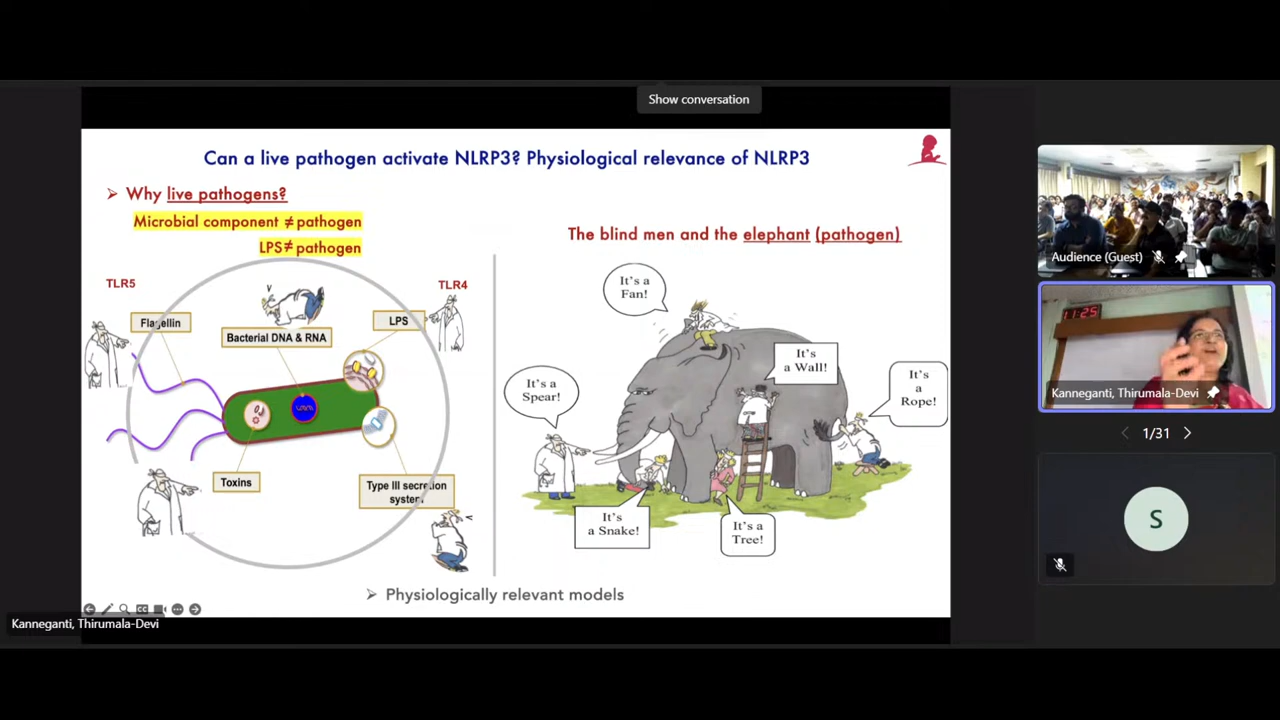 Show conversation
Can a live pathogen activate NLRP3? Physiological relevance of NLRP3
➢ Why live pathogens?
Microbial component ≠ pathogen
LPS≠ pathogen
TLR5
TLR4
Flagellin
Bacterial DNA & RNA
LPS
Toxins
Type III secretion
system
The blind men and the elephant (pathogen)
It's a
Fan!
It's
a Wall!
It's a
Spear!
It's
a
Rope!
It's
a Snake!
It's a
Tree!
➢ Physiologically relevant models
Kanneganti, Thirumala-Devi
Audience (Guest)
11:25
Kanneganti, Thirumala-Devi
1/31
S